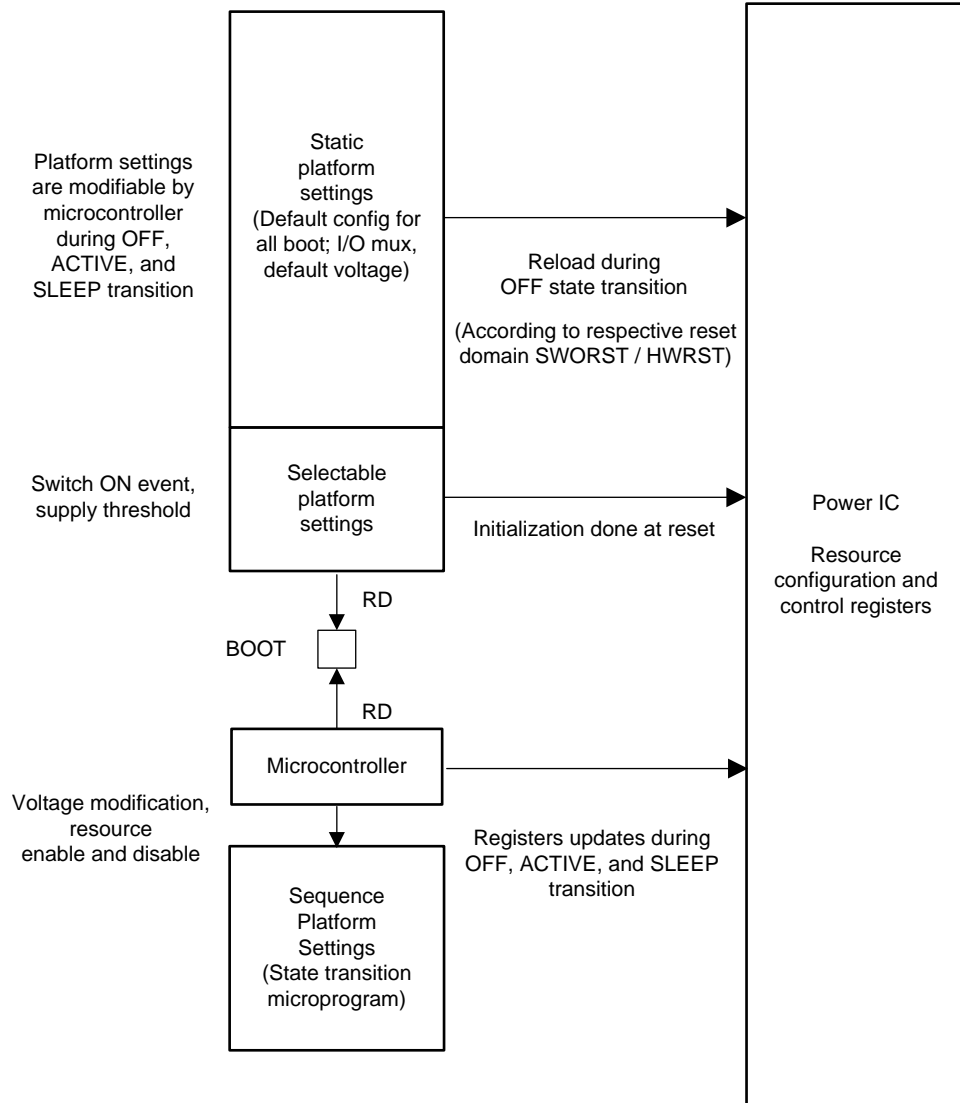 Platform settings
are modifiable by
microcontroller
during OFF,
ACTIVE, and
SLEEP transition
Static
platform
settings
(Default config for
all boot; I/O mux,
default voltage)
Reload during
OFF state transition
(According to respective reset
domain SWORST / HWRST)
Switch ON event,
supply threshold
Selectable
platform
settings
Initialization done at reset
Power IC
Resource
configuration and
control registers
RD
BOOT
RD
Microcontroller
Voltage modification,
resource
enable and disable
Registers updates during
OFF, ACTIVE, and SLEEP
transition
Sequence
Platform
Settings
(State transition
microprogram)